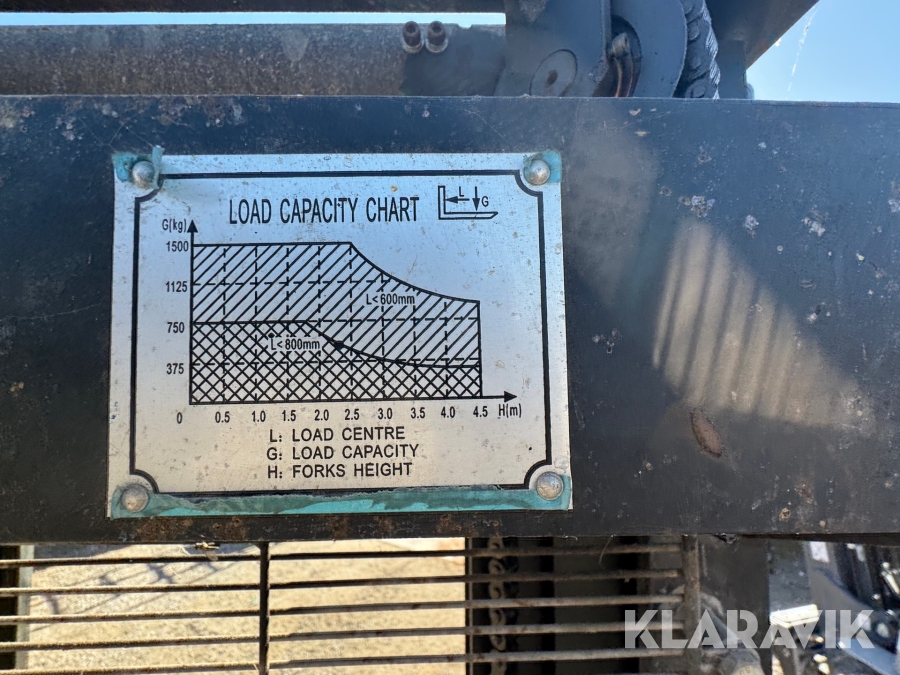 LOAD CAPACITY CHART
L
G
G(kg)
1500
1125
L<600mm
750
L<800mm
375
0 0.5 1.0 1.5 2.0 2.5 3.0 3.5 4.0 4.5 H(m)
L: LOAD CENTRE
G: LOAD CAPACITY
H: FORKS HEIGHT
KLARAVIK